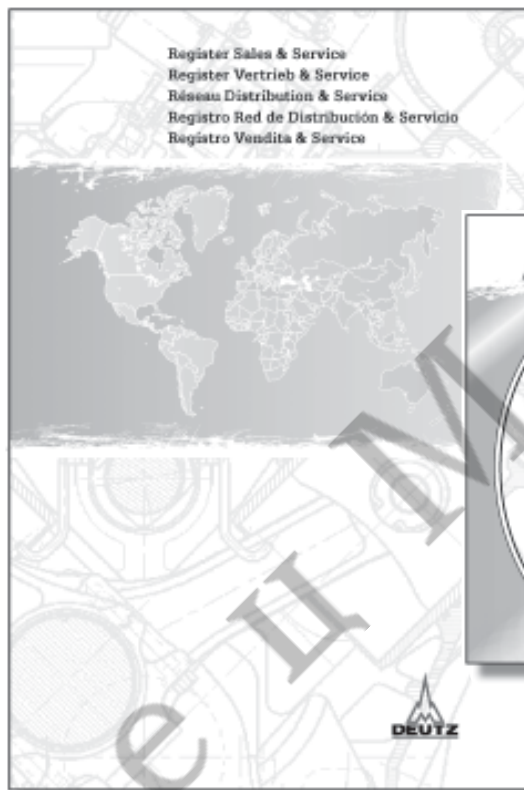 Register Sales & Service
Register Vertrieb & Service
Réseau Distribution & Service
Registro Red de Distribución & Servicio
Registro Vendita & Service
е ц М
DEUTZ